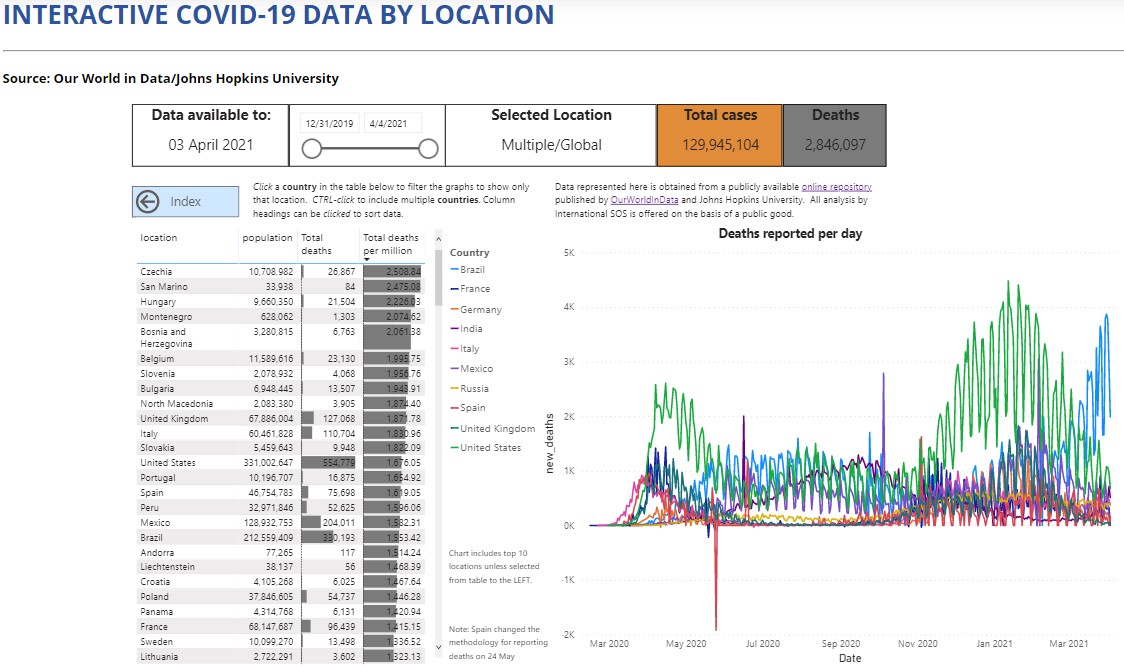 INTERACTIVE COVID-19 DATA BY LOCATION
Source: Our World in Data/Johns Hopkins University
Data available to:
03 April 2021
12/31/2019 4/4/2021
Selected Location
Multiple/Global
Total cases
129,945,104
Deaths
2,846,097
Index
Click a country in the table below to filter the graphs to show only
that location. CTRL-click to include multiple countries. Column
headings can be clicked to sort data.
Data represented here is obtained from a publicly available online repository
published by OurWorldInData and Johns Hopkins University. All analysis by
International SOS is offered on the basis of a public good.
location population Total deaths Total deaths per million
Czechia 10,708,982 26,867 2,508.84
San Marino 33,938 84 2,475.08
Hungary 9,660,350 21,504 2,226.03
Montenegro 628,062 1,303 2,074.62
Bosnia and Herzegovina 3,280,815 6,763 2,061.38
Belgium 11,589,616 23,130 1,995.75
Slovenia 2,078,932 4,068 1,956.76
Bulgaria 6,948,445 13,507 1,943.91
North Macedonia 2,083,380 3,905 1,874.40
United Kingdom 67,886,004 127,068 1,871.78
Italy 60,461,828 110,704 1,830.96
Slovakia 5,459,643 9,948 1,822.09
United States 331,002,647 554,779 1,676.05
Portugal 10,196,707 16,875 1,654.92
Spain 46,754,783 75,698 1,619.05
Peru 32,971,846 52,625 1,596.06
Mexico 128,932,753 204,011 1,582.31
Brazil 212,559,409 330,193 1,553.42
Andorra 77,265 117 1,514.24
Liechtenstein 38,137 56 1,468.39
Croatia 4,105,268 6,025 1,467.64
Poland 37,846,605 54,737 1,446.28
Panama 4,314,768 6,131 1,420.94
France 68,147,687 96,439 1,415.15
Sweden 10,099,270 13,498 1,336.52
Lithuania 2,722,291 3,602 1,323.13
Country
Brazil
France
Germany
India
Italy
Mexico
Russia
Spain
United Kingdom
United States
Chart includes top 10
locations unless selected
from table to the LEFT.
Note: Spain changed the
methodology for reporting
deaths on 24 May
Deaths reported per day
new_deaths
5K
4K
3K
2K
1K
0K
-1K
-2K
Mar 2020 May 2020 Jul 2020 Sep 2020 Nov 2020 Jan 2021 Mar 2021
Date